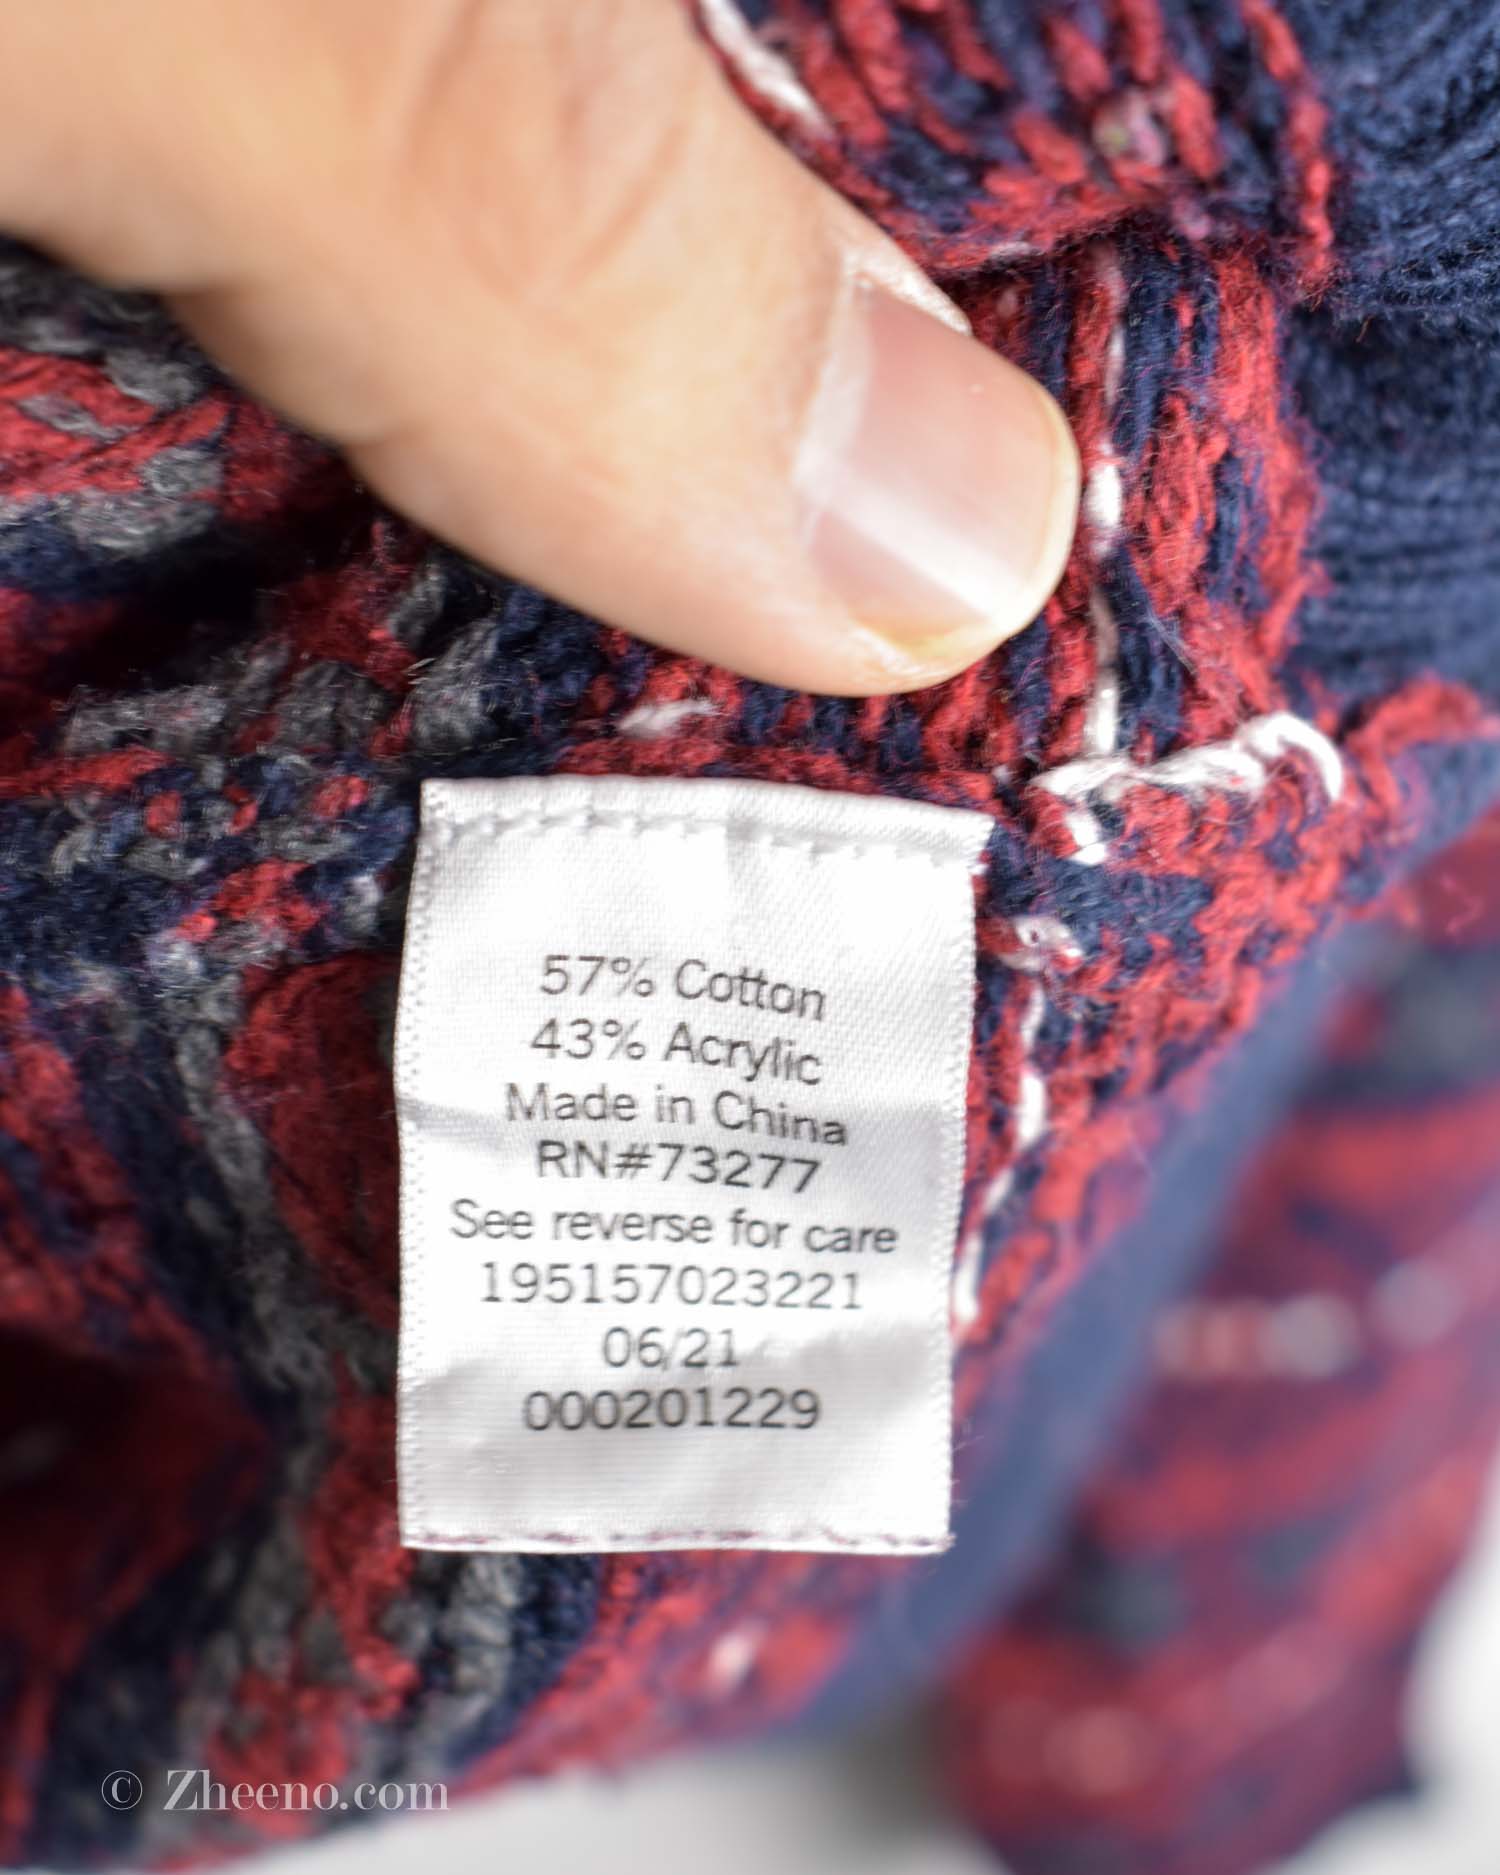 57% Cotton
43% Acrylic
Made in China
RN#73277
See reverse for care
195157023221
06/21
000201229
© Zheeno.com